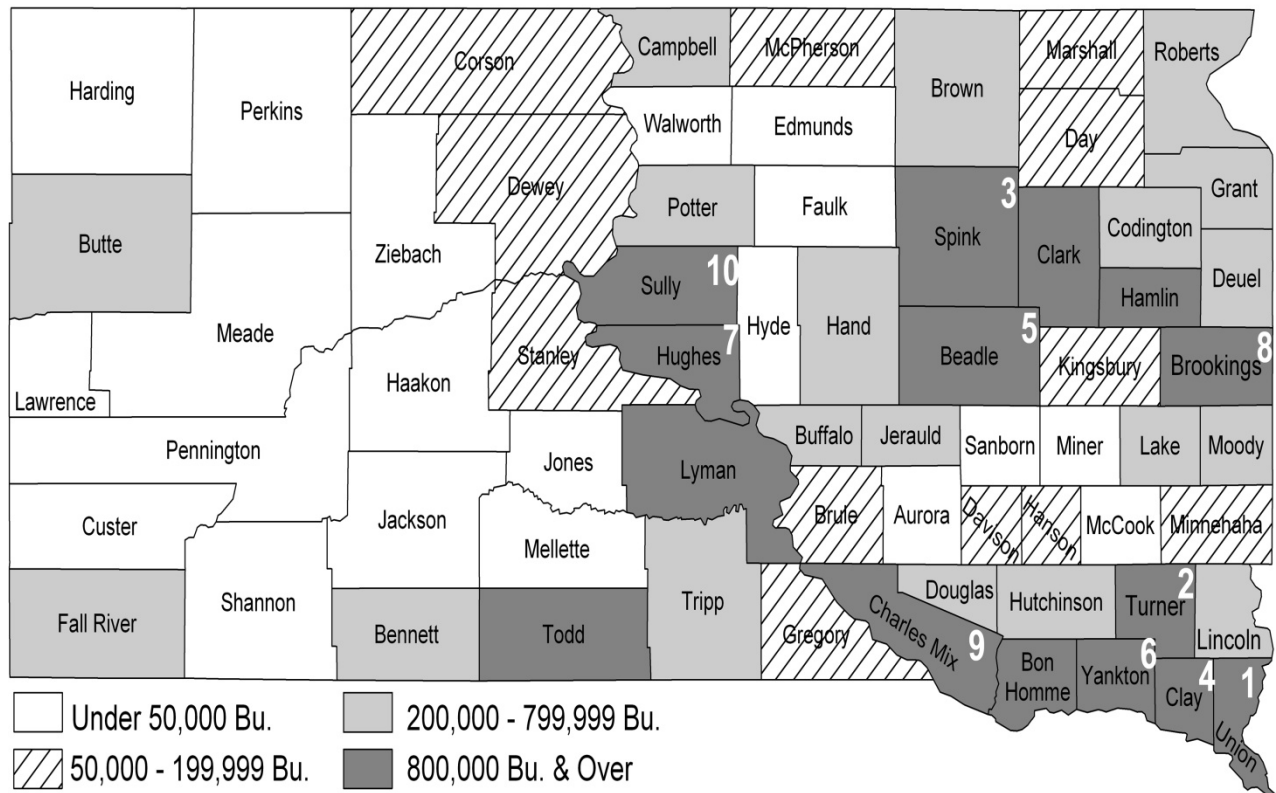 Harding
Perkins
Corson
Campbell
McPherson
Brown
Marshall
Roberts
Walworth
Edmunds
Day
Butte
Dewey
Ziebach
Potter
Faulk
Spink
3
Clark
Codington
Grant
Meade
Sully
10
Hyde
Hand
Hamlin
Deuel
Lawrence
Haakon
Stanley
Hughes
7
Beadle
5
Kingsbury
Brookings
8
Pennington
Jones
Lyman
Buffalo
Jerauld
Sanborn
Miner
Lake
Moody
Custer
Jackson
Mellette
Brule
Aurora
Davison
Hanson
McCook
Minnehaha
Fall River
Shannon
Bennett
Todd
Tripp
Gregory
Charles Mix
9
Douglas
Hutchinson
Turner
2
Lincoln
Bon
Homme
Yankton
6
Clay
4
Union
1
Under 50,000 Bu.
200,000 - 799,999 Bu.
50,000 - 199,999 Bu.
800,000 Bu. & Over